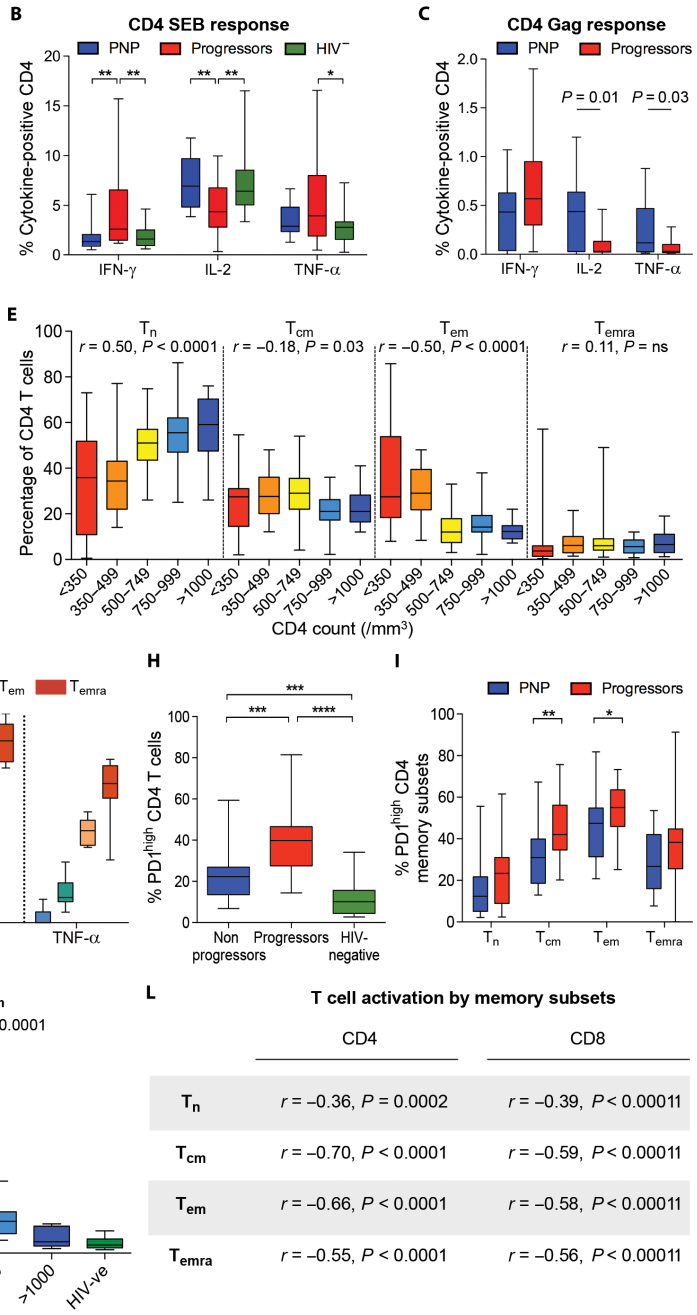 B
CD4 SEB response
PNP Progressors HIV⁻
20
15
10
5
0
% Cytokine-positive CD4
** ** ** ** *
IFN-γ IL-2 TNF-α
C
CD4 Gag response
PNP Progressors
2.0
1.5
1.0
0.5
0.0
% Cytokine-positive CD4
P = 0.01 P = 0.03
IFN-γ IL-2 TNF-α
E
Tn Tcm Tem Temra
r = 0.50, P < 0.0001 r = –0.18, P = 0.03 r = –0.50, P < 0.0001 r = 0.11, P = ns
100
80
60
40
20
0
Percentage of CD4 T cells
<350 350–499 500–749 750–999 >1000 <350 350–499 500–749 750–999 >1000 <350 350–499 500–749 750–999 >1000 <350 350–499 500–749 750–999 >1000
CD4 count (/mm³)
Tem Temra
TNF-α
H
***
*** ****
100
80
60
40
20
0
% PD1high CD4 T cells
Non Progressors HIV-
progressors negative
I
PNP Progressors
** *
100
80
60
40
20
0
% PD1high CD4
memory subsets
Tn Tcm Tem Temra
0.0001
>1000 HIV-ve
L
T cell activation by memory subsets
CD4 CD8
Tn r = –0.36, P = 0.0002 r = –0.39, P < 0.00011
Tcm r = –0.70, P < 0.0001 r = –0.59, P < 0.00011
Tem r = –0.66, P < 0.0001 r = –0.58, P < 0.00011
Temra r = –0.55, P < 0.0001 r = –0.56, P < 0.00011